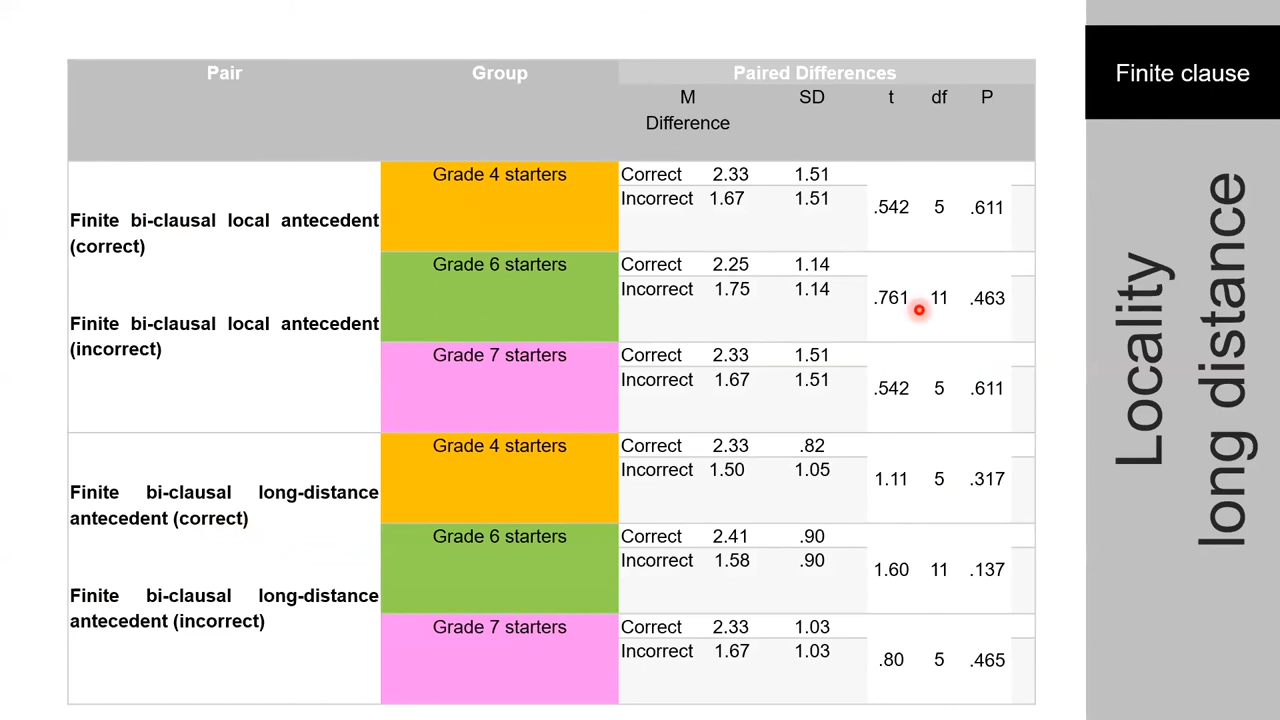 Pair Group Paired Differences
M Difference SD t df P
Finite bi-clausal local antecedent
(correct)
Finite bi-clausal local antecedent
(incorrect)
Grade 4 starters
Correct 2.33 1.51
Incorrect 1.67 1.51
.542 5 .611
Grade 6 starters
Correct 2.25 1.14
Incorrect 1.75 1.14
.761 11 .463
Grade 7 starters
Correct 2.33 1.51
Incorrect 1.67 1.51
.542 5 .611
Finite bi-clausal long-distance
antecedent (correct)
Finite bi-clausal long-distance
antecedent (incorrect)
Grade 4 starters
Correct 2.33 .82
Incorrect 1.50 1.05
1.11 5 .317
Grade 6 starters
Correct 2.41 .90
Incorrect 1.58 .90
1.60 11 .137
Grade 7 starters
Correct 2.33 1.03
Incorrect 1.67 1.03
.80 5 .465
Finite clause
Locality
long distance